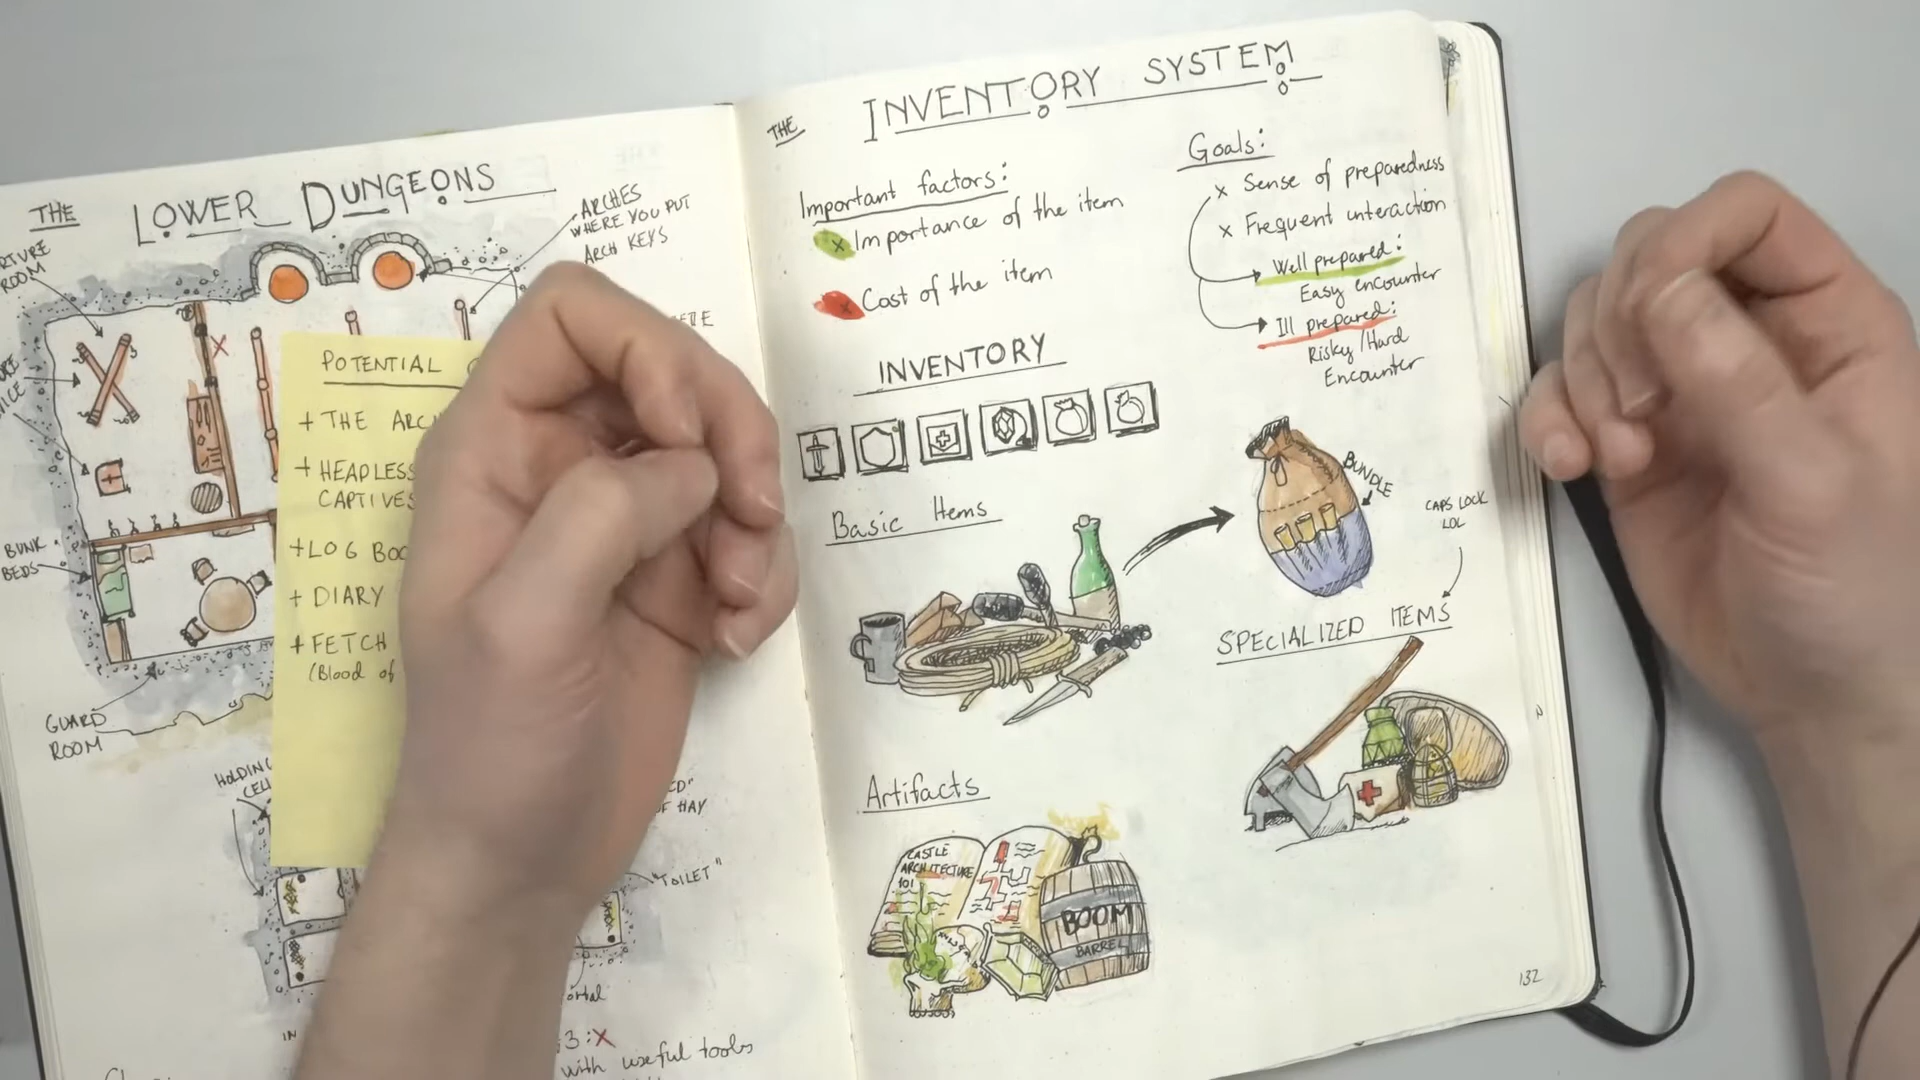 THE LOWER DUNGEONS
ROOM
ARCHES
WHERE YOU PUT
ARCH KEYS
BUNK
BEDS
GUARD
ROOM
POTENTIAL
+ THE
+ HEADLESS
CAPTIVES
+ LOG
+ DIARY
+ FETCH
(Blood of
HOLDING
OF HAY
"TOILET"
IN
3:X
with useful tools
THE INVENTORY SYSTEM
Important factors:
x Importance of the item
x Cost of the item
Goals:
x Sense of preparedness
x Frequent interaction
Well prepared:
Easy encounter
Ill prepared:
Risky/Hard
Encounter
INVENTORY
Basic Items
BUNDLE
CAPS LOCK
LOL
SPECIALIZED ITEMS
Artifacts
CASTLE
ARCHITECTURE
101
BOOM
BARREL
132